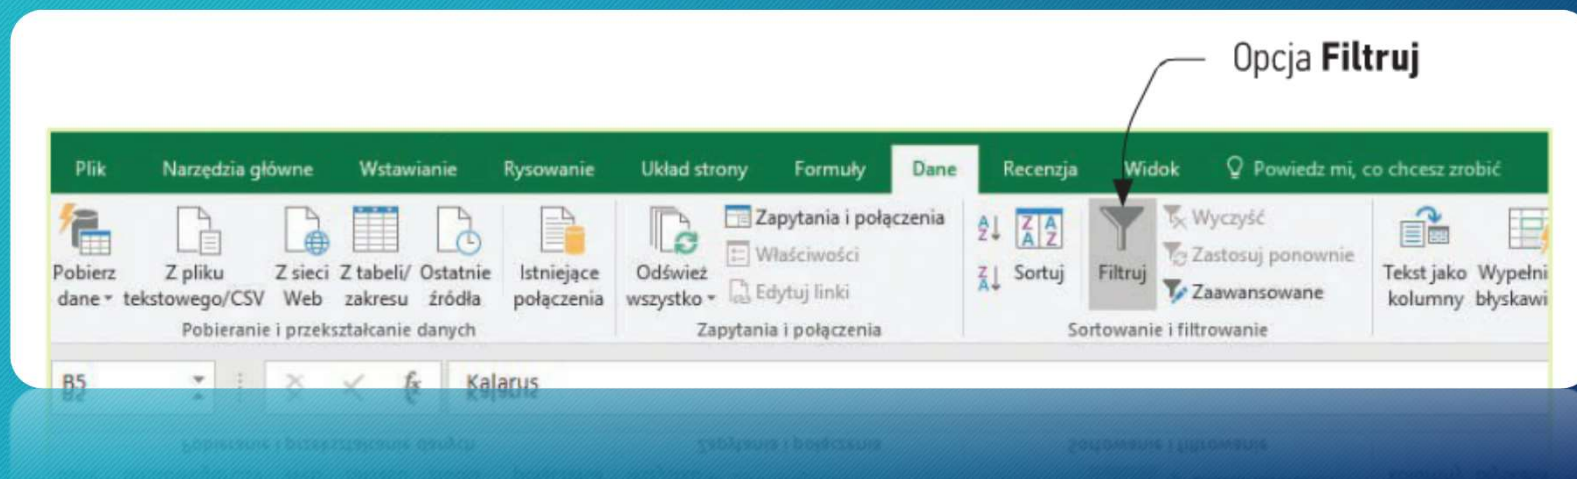 Opcja Filtruj
Plik Narzędzia główne Wstawianie Rysowanie Układ strony Formuły Dane Recenzja Widok Powiedz mi, co chcesz zrobić
Pobierz dane
Z pliku tekstowego/CSV
Z sieci Web
Z tabeli/ zakresu
Ostatnie źródła
Istniejące połączenia
Pobieranie i przekształcanie danych
Odśwież wszystko
Zapytania i połączenia
Właściwości
Edytuj linki
Zapytania i połączenia
Sortuj
Filtruj
Wyczyść
Zastosuj ponownie
Zaawansowane
Sortowanie i filtrowanie
Tekst jako kolumny
B5 fx Kalarus